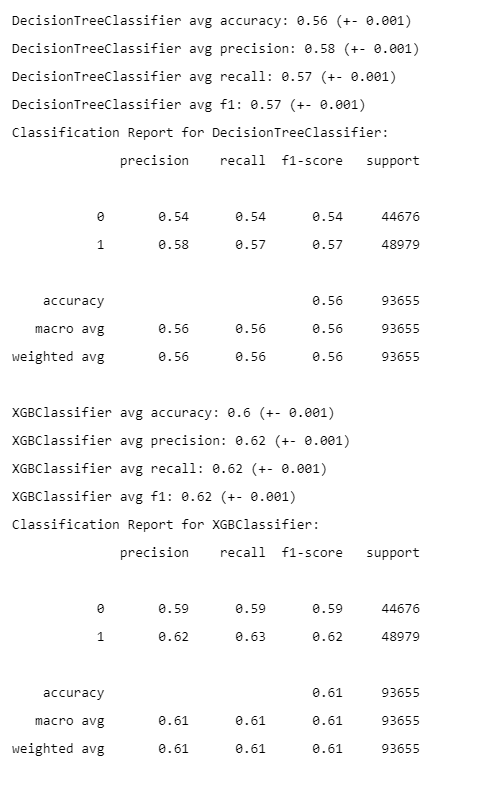 DecisionTreeClassifier avg accuracy: 0.56 (+- 0.001)
DecisionTreeClassifier avg precision: 0.58 (+- 0.001)
DecisionTreeClassifier avg recall: 0.57 (+- 0.001)
DecisionTreeClassifier avg f1: 0.57 (+- 0.001)
Classification Report for DecisionTreeClassifier:
precision recall f1-score support
0 0.54 0.54 0.54 44676
1 0.58 0.57 0.57 48979
accuracy 0.56 93655
macro avg 0.56 0.56 0.56 93655
weighted avg 0.56 0.56 0.56 93655
XGBClassifier avg accuracy: 0.6 (+- 0.001)
XGBClassifier avg precision: 0.62 (+- 0.001)
XGBClassifier avg recall: 0.62 (+- 0.001)
XGBClassifier avg f1: 0.62 (+- 0.001)
Classification Report for XGBClassifier:
precision recall f1-score support
0 0.59 0.59 0.59 44676
1 0.62 0.63 0.62 48979
accuracy 0.61 93655
macro avg 0.61 0.61 0.61 93655
weighted avg 0.61 0.61 0.61 93655